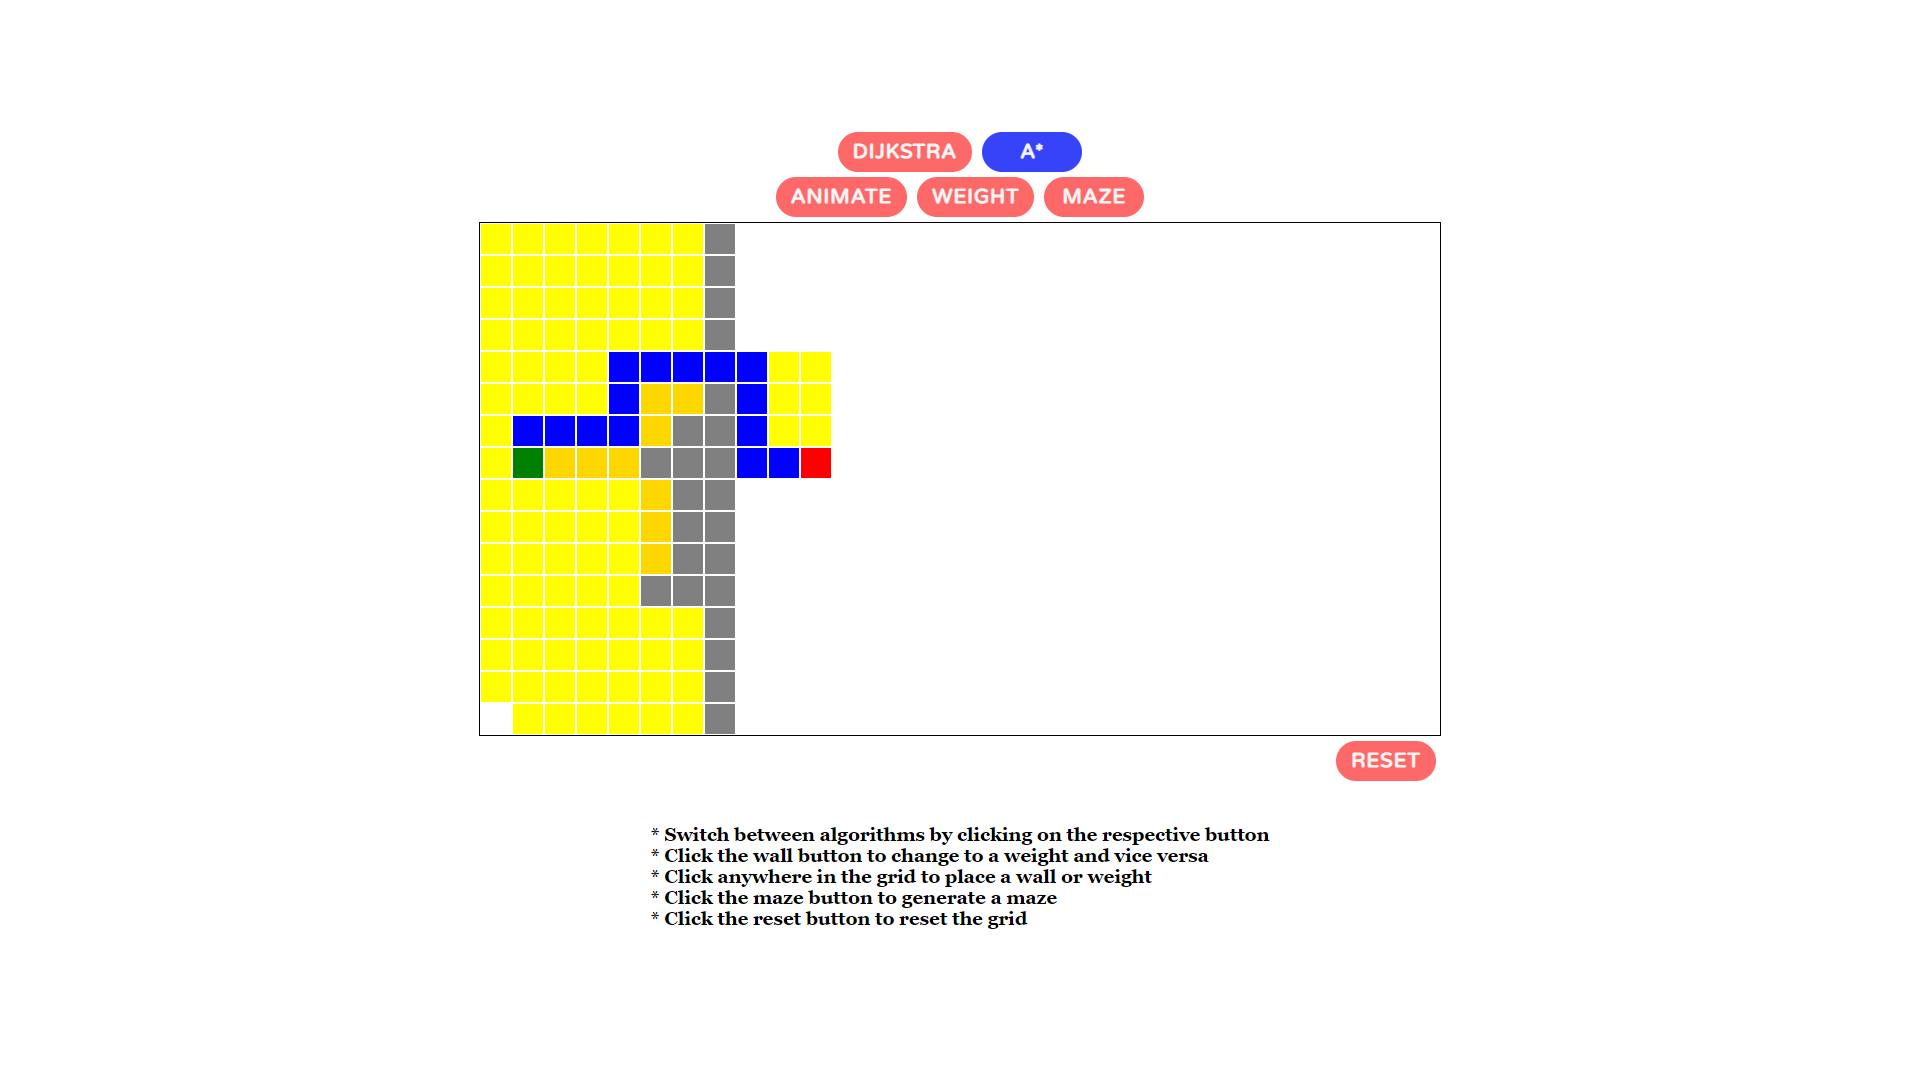 DIJKSTRA A*
ANIMATE WEIGHT MAZE
RESET
* Switch between algorithms by clicking on the respective button
* Click the wall button to change to a weight and vice versa
* Click anywhere in the grid to place a wall or weight
* Click the maze button to generate a maze
* Click the reset button to reset the grid